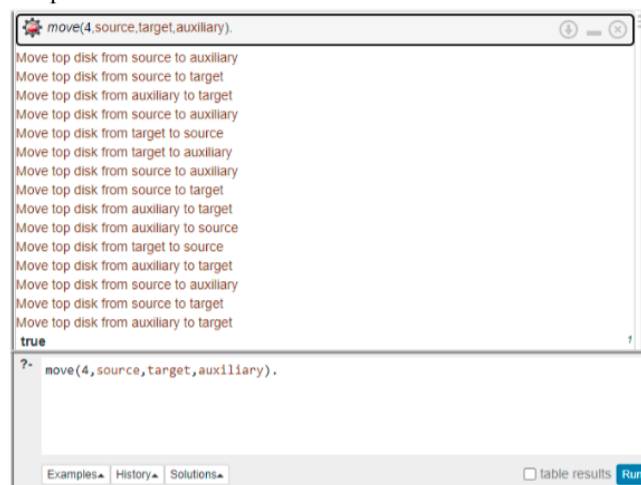 move(4,source,target,auxiliary).
Move top disk from source to auxiliary
Move top disk from source to target
Move top disk from auxiliary to target
Move top disk from source to auxiliary
Move top disk from target to source
Move top disk from target to auxiliary
Move top disk from source to auxiliary
Move top disk from source to target
Move top disk from auxiliary to target
Move top disk from auxiliary to source
Move top disk from target to source
Move top disk from auxiliary to target
Move top disk from source to auxiliary
Move top disk from source to target
Move top disk from auxiliary to target
true 1
?- move(4,source,target,auxiliary).
Examples History Solutions table results Run